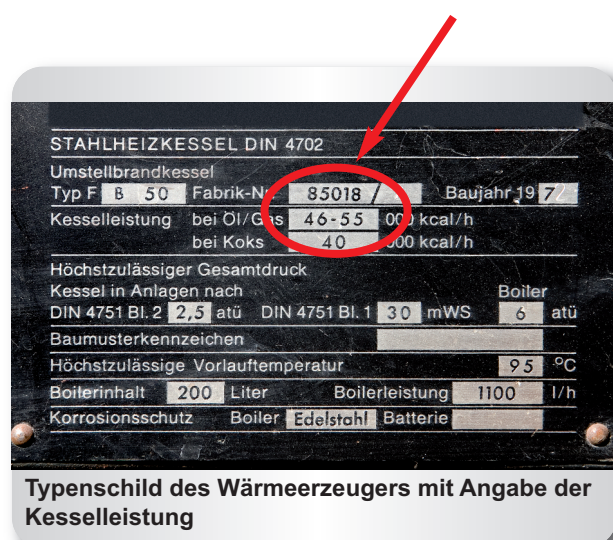 STAHLHEIZKESSEL DIN 4702
Umstellbrandkessel
Typ F B 50 Fabrik-Nr 85018 / Baujahr 19 72
Kesselleistung bei Öl/Gas 46-55 000 kcal/h
bei Koks 40 000 kcal/h
Höchstzulässiger Gesamtdruck
Kessel in Anlagen nach Boiler
DIN 4751 Bl. 2 2,5 atü DIN 4751 Bl. 1 30 mWS 6 atü
Baumusterkennzeichen
Höchstzulässige Vorlauftemperatur 95 °C
Boilerinhalt 200 Liter Boilerleistung 1100 l/h
Korrosionsschutz Boiler Edelstahl Batterie
Typenschild des Wärmeerzeugers mit Angabe der
Kesselleistung